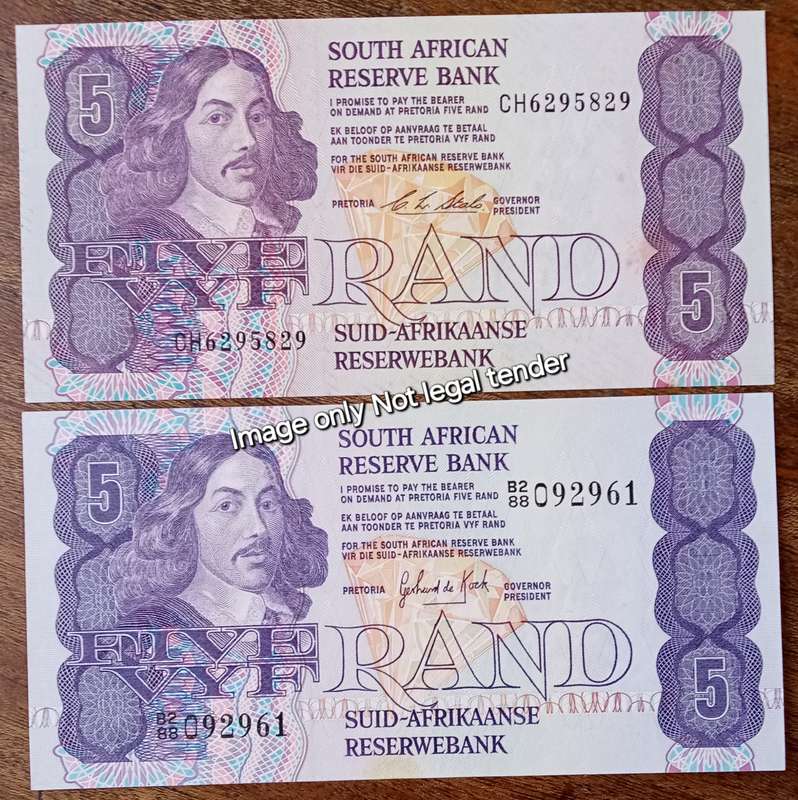 5
SOUTH AFRICAN
RESERVE BANK
I PROMISE TO PAY THE BEARER
ON DEMAND AT PRETORIA FIVE RAND
CH6295829
EK BELOOF OP AANVRAAG TE BETAAL
AAN TOONDER TE PRETORIA VYF RAND
FOR THE SOUTH AFRICAN RESERVE BANK
VIR DIE SUID-AFRIKAANSE RESERWEBANK
PRETORIA
GOVERNOR
PRESIDENT
FIVE
VYF
RAND
5
CH6295829
SUID-AFRIKAANSE
RESERWEBANK
Image only Not legal tender
5
SOUTH AFRICAN
RESERVE BANK
I PROMISE TO PAY THE BEARER
ON DEMAND AT PRETORIA FIVE RAND
B2
88 092961
EK BELOOF OP AANVRAAG TE BETAAL
AAN TOONDER TE PRETORIA VYF RAND
FOR THE SOUTH AFRICAN RESERVE BANK
VIR DIE SUID-AFRIKAANSE RESERWEBANK
PRETORIA Gerhard de Kock GOVERNOR
PRESIDENT
FIVE
VYF
RAND
5
B2
88 092961
SUID-AFRIKAANSE
RESERWEBANK